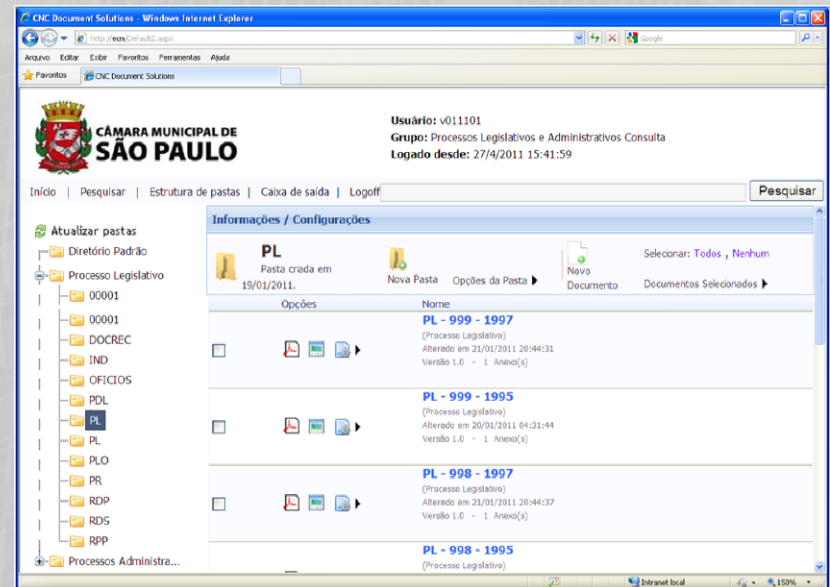 CNC Document Solutions - Windows Internet Explorer
http://ecm/Default2.aspx
Google
Arquivo Editar Exibir Favoritos Ferramentas Ajuda
Favoritos CNC Document Solutions
CÂMARA MUNICIPAL DE
SÃO PAULO
Usuário: v011101
Grupo: Processos Legislativos e Administrativos Consulta
Logado desde: 27/4/2011 15:41:59
Início | Pesquisar | Estrutura de pastas | Caixa de saída | Logoff
Pesquisar
Atualizar pastas
Diretório Padrão
Processo Legislativo
00001
00001
DOCREC
IND
OFICIOS
PDL
PL
PL
PLO
PR
RDP
RDS
RPP
Processos Administra...
Informações / Configurações
PL
Pasta criada em
19/01/2011.
Nova Pasta
Opções da Pasta
Novo
Documento
Selecionar: Todos , Nenhum
Documentos Selecionados
Opções Nome
PL - 999 - 1997
(Processo Legislativo)
Alterado em 21/01/2011 20:44:31
Versão 1.0 - 1 Anexo(s)
PL - 999 - 1995
(Processo Legislativo)
Alterado em 20/01/2011 04:31:44
Versão 1.0 - 1 Anexo(s)
PL - 998 - 1997
(Processo Legislativo)
Alterado em 21/01/2011 20:44:37
Versão 1.0 - 1 Anexo(s)
PL - 998 - 1995
(Processo Legislativo)
Intranet local
150%